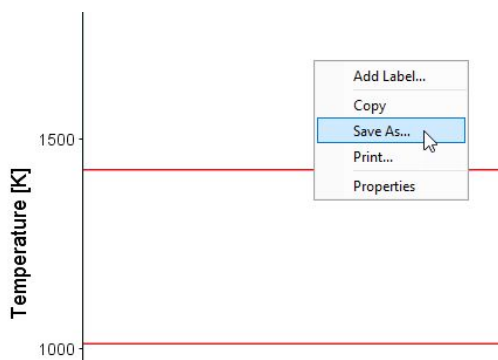 Add Label...
Copy
Save As...
Print...
Properties
1500
Temperature [K]
1000